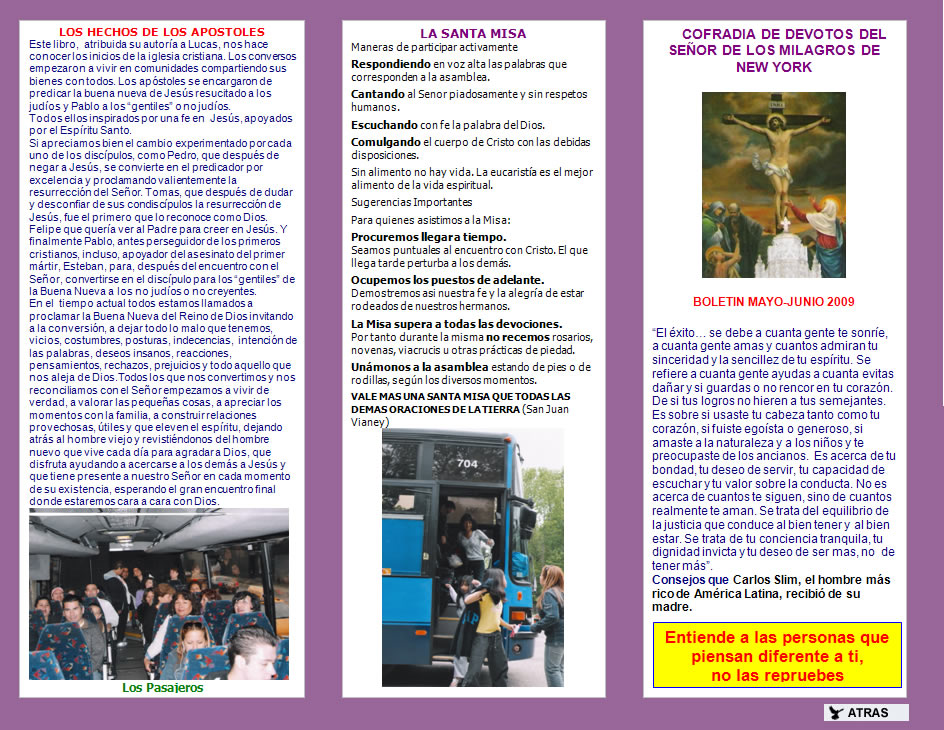 LOS HECHOS DE LOS APOSTOLES
Este libro, atribuida su autoría a Lucas, nos hace
conocer los inicios de la iglesia cristiana. Los conversos
empezaron a vivir en comunidades compartiendo sus
bienes con todos. Los apóstoles se encargaron de
predicar la buena nueva de Jesús resucitado a los
judíos y Pablo a los “gentiles” o no judíos.
Todos ellos inspirados por una fe en Jesús, apoyados
por el Espíritu Santo.
Si apreciamos bien el cambio experimentado por cada
uno de los discípulos, como Pedro, que después de
negar a Jesús, se convierte en el predicador por
excelencia y proclamando valientemente la
resurrección del Señor. Tomas, que después de dudar
y desconfiar de sus condiscípulos la resurrección de
Jesús, fue el primero que lo reconoce como Dios.
Felipe que quería ver al Padre para creer en Jesús. Y
finalmente Pablo, antes perseguidor de los primeros
cristianos, incluso, apoyador del asesinato del primer
mártir, Esteban, para, después del encuentro con el
Señor, convertirse en el discípulo para los “gentiles” de
la Buena Nueva a los no judíos o no creyentes.
En el tiempo actual todos estamos llamados a
proclamar la Buena Nueva del Reino de Dios invitando
a la conversión, a dejar todo lo malo que tenemos,
vicios, costumbres, posturas, indecencias, intención de
las palabras, deseos insanos, reacciones,
pensamientos, rechazos, prejuicios y todo aquello que
nos aleja de Dios.Todos los que nos convertimos y nos
reconciliamos con el Señor empezamos a vivir de
verdad, a valorar las pequeñas cosas, a apreciar los
momentos con la familia, a construir relaciones
provechosas, útiles y que eleven el espíritu, dejando
atrás al hombre viejo y revistiéndonos del hombre
nuevo que vive cada día para agradar a Dios, que
disfruta ayudando a acercarse a los demás a Jesús y
que tiene presente a nuestro Señor en cada momento
de su existencia, esperando el gran encuentro final
donde estaremos cara a cara con Dios.
Los Pasajeros
LA SANTA MISA
Maneras de participar activamente
Respondiendo en voz alta las palabras que
corresponden a la asamblea.
Cantando al Senor piadosamente y sin respetos
humanos.
Escuchando con fe la palabra del Dios.
Comulgando el cuerpo de Cristo con las debidas
disposiciones.
Sin alimento no hay vida. La eucaristía es el mejor
alimento de la vida espiritual.
Sugerencias Importantes
Para quienes asistimos a la Misa:
Procuremos llegar a tiempo.
Seamos puntuales al encuentro con Cristo. El que
llega tarde perturba a los demás.
Ocupemos los puestos de adelante.
Demostremos asi nuestra fe y la alegría de estar
rodeados de nuestros hermanos.
La Misa supera a todas las devociones.
Por tanto durante la misma no recemos rosarios,
novenas, viacrucis u otras prácticas de piedad.
Unámonos a la asamblea estando de pies o de
rodillas, según los diversos momentos.
VALE MAS UNA SANTA MISA QUE TODAS LAS
DEMAS ORACIONES DE LA TIERRA (San Juan
Vianey)
704
COFRADIA DE DEVOTOS DEL
SEÑOR DE LOS MILAGROS DE
NEW YORK
BOLETIN MAYO-JUNIO 2009
“El éxito… se debe a cuanta gente te sonríe,
a cuanta gente amas y cuantos admiran tu
sinceridad y la sencillez de tu espíritu. Se
refiere a cuanta gente ayudas a cuanta evitas
dañar y si guardas o no rencor en tu corazón.
De si tus logros no hieren a tus semejantes.
Es sobre si usaste tu cabeza tanto como tu
corazón, si fuiste egoísta o generoso, si
amaste a la naturaleza y a los niños y te
preocupaste de los ancianos. Es acerca de tu
bondad, tu deseo de servir, tu capacidad de
escuchar y tu valor sobre la conducta. No es
acerca de cuantos te siguen, sino de cuantos
realmente te aman. Se trata del equilibrio de
la justicia que conduce al bien tener y al bien
estar. Se trata de tu conciencia tranquila, tu
dignidad invicta y tu deseo de ser mas, no de
tener más”.
Consejos que Carlos Slim, el hombre más
rico de América Latina, recibió de su
madre.
Entiende a las personas que
piensan diferente a ti,
no las repruebes
ATRAS